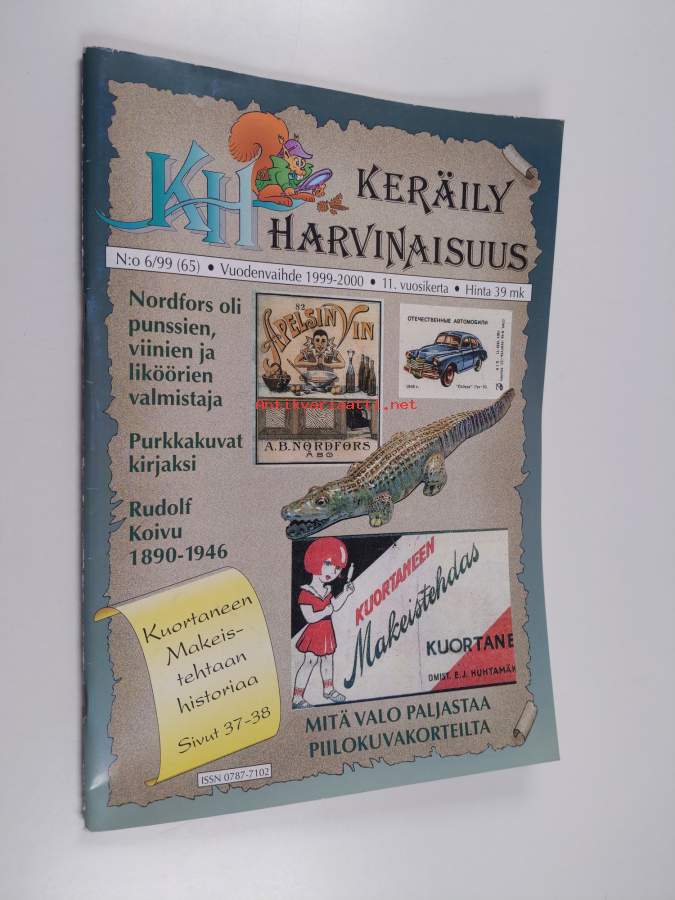 KH
KERÄILY
HARVINAISUUS
N:o 6/99 (65) • Vuodenvaihde 1999-2000 • 11. vuosikerta • Hinta 39 mk
Nordfors oli
punssien,
viinien ja
liköörien
valmistaja
Purkkakuvat
kirjaksi
Rudolf
Koivu
1890-1946
82
APELSIN VIN
Antikvariaatti.net
A.B. NORDFORS
ÅBO
ОТЕЧЕСТВЕННЫЕ АВТОМОБИЛИ
KUORTANEEN
Makeistehdas
KUORTANE
OMIST. E.J. HUHTAMÄK
Kuortaneen
Makeis-
tehtaan
historiaa
Sivut 37-38
MITÄ VALO PALJASTAA
PIILOKUVAKORTEILTA
ISSN 0787-7102